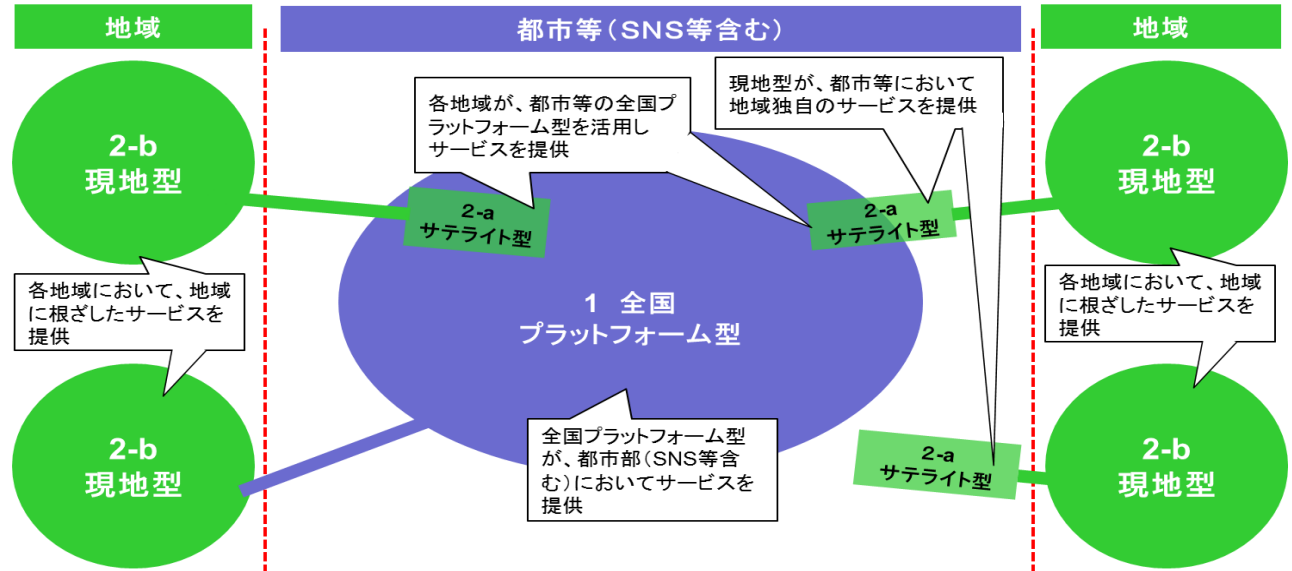 地域
都市等(SNS等含む)
地域
2-b
現地型
各地域が、都市等の全国プ
ラットフォーム型を活用し
サービスを提供
現地型が、都市等において
地域独自のサービスを提供
2-b
現地型
2-a
サテライト型
2-a
サテライト型
各地域において、地域
に根ざしたサービスを
提供
1 全国
プラットフォーム型
各地域において、地域
に根ざしたサービスを
提供
2-b
現地型
全国プラットフォーム型
が、都市部(SNS等含
む)においてサービスを
提供
2-a
サテライト型
2-b
現地型